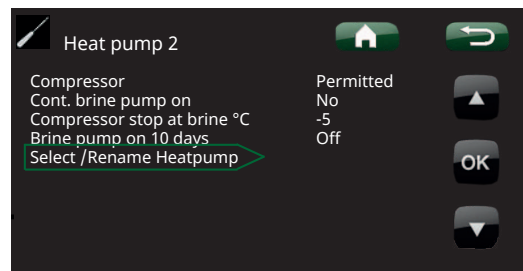 Heat pump 2
Compressor Permitted
Cont. brine pump on No
Compressor stop at brine °C -5
Brine pump on 10 days Off
Select /Rename Heatpump
OK